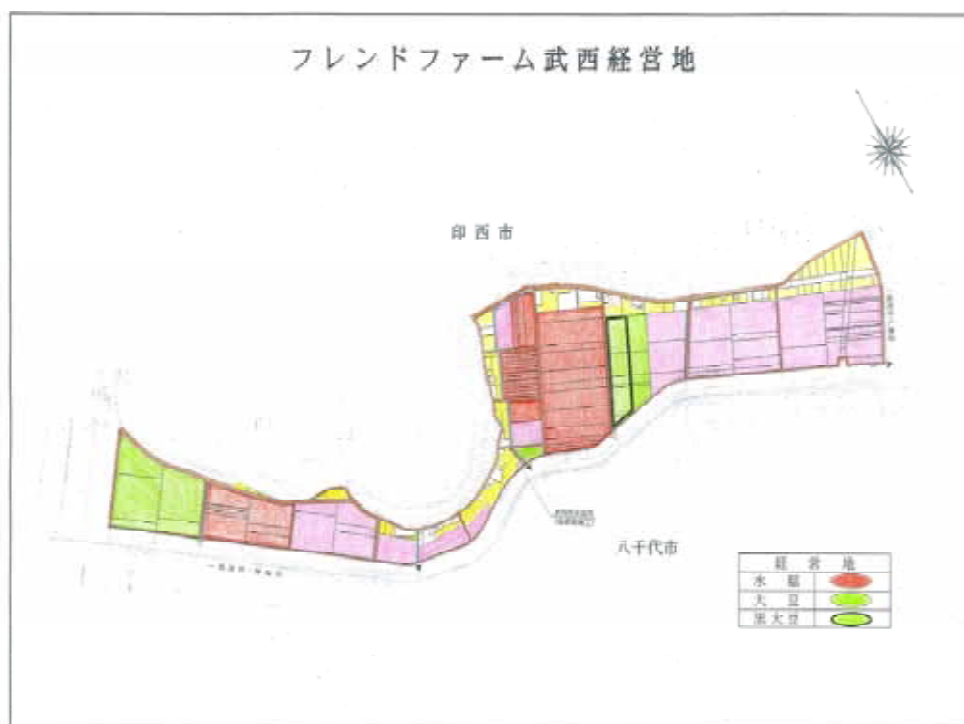 フレンドファーム武西経営地
印西市
八千代市
経営地
水稲
大豆
黒大豆